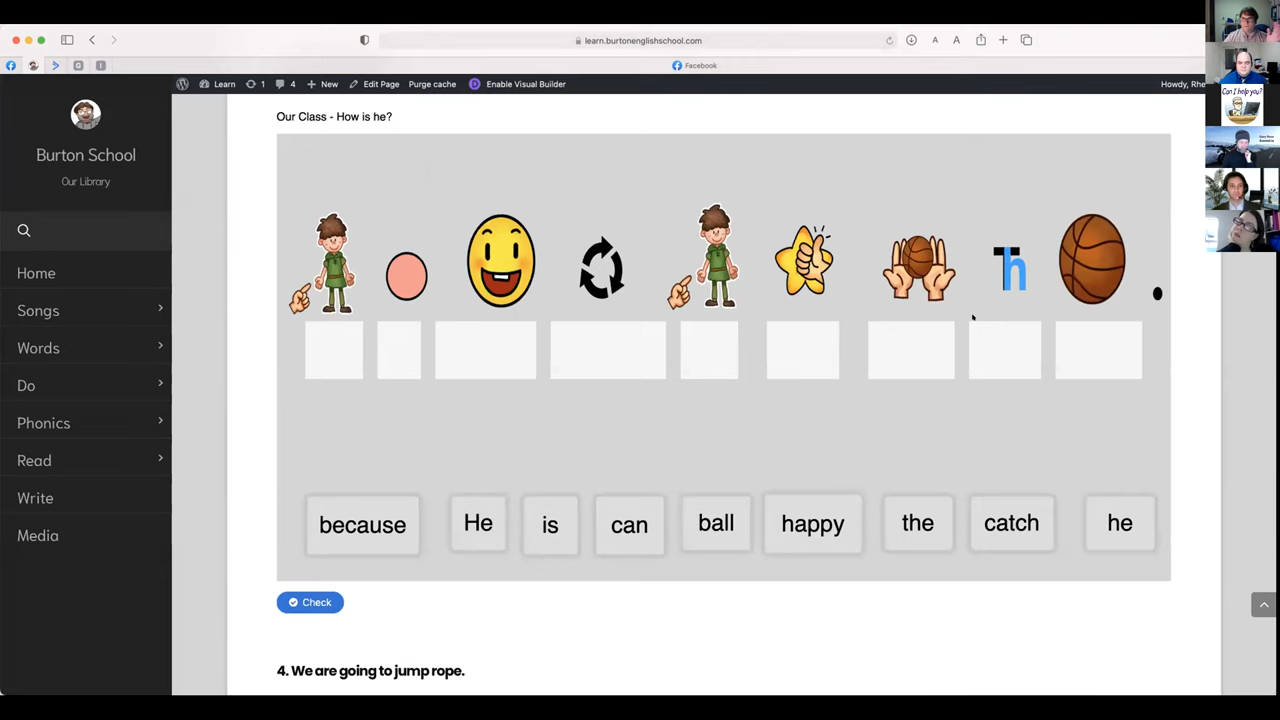 learn.burtonenglishschool.com
A A
Facebook
Learn 1 4 New Edit Page Purge cache Enable Visual Builder
Howdy, Rhe
Burton School
Our Library
Home
Songs
Words
Do
Phonics
Read
Write
Media
Our Class - How is he?
Th
.
because He is can ball happy the catch he
Check
4. We are going to jump rope.
Can I help you?